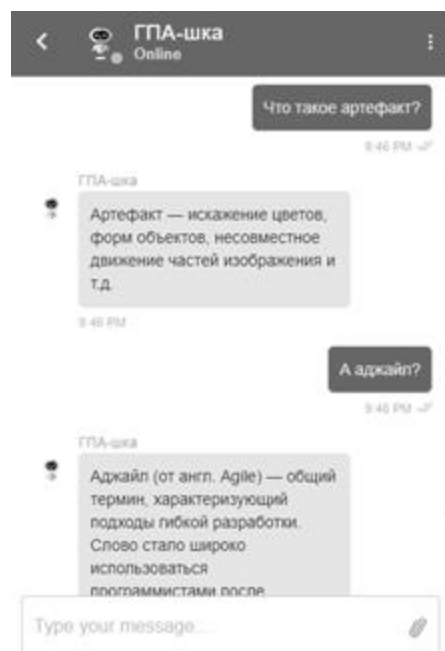 ГПА-шка
Online
Что такое артефакт?
9:46 PM
ГПА-шка
Артефакт — искажение цветов,
форм объектов, несовместное
движение частей изображения и
т.д.
9:46 PM
А аджайл?
9:46 PM
ГПА-шка
Аджайл (от англ. Agile) — общий
термин, характеризующий
подходы гибкой разработки.
Слово стало широко
использоваться
программистами после
Type your message...